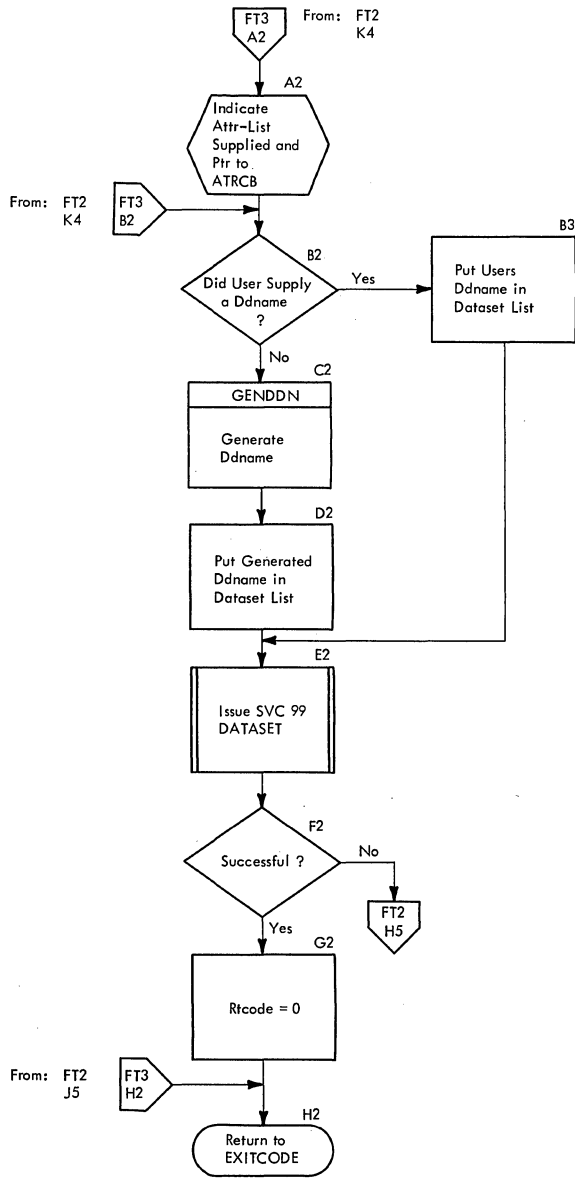 FT3
A2
From: FT2
K4
A2
Indicate
Attr-List
Supplied and
Ptr to
ATRCB
From: FT2
K4
FT3
B2
B2
Did User Supply
a Ddname
?
Yes
B3
Put Users
Ddname in
Dataset List
No
C2
GENDDN
Generate
Ddname
D2
Put Generated
Ddname in
Dataset List
E2
Issue SVC 99
DATASET
F2
Successful ?
No
FT2
H5
Yes
G2
Rtcode = 0
From: FT2
J5
FT3
H2
H2
Return to
EXITCODE